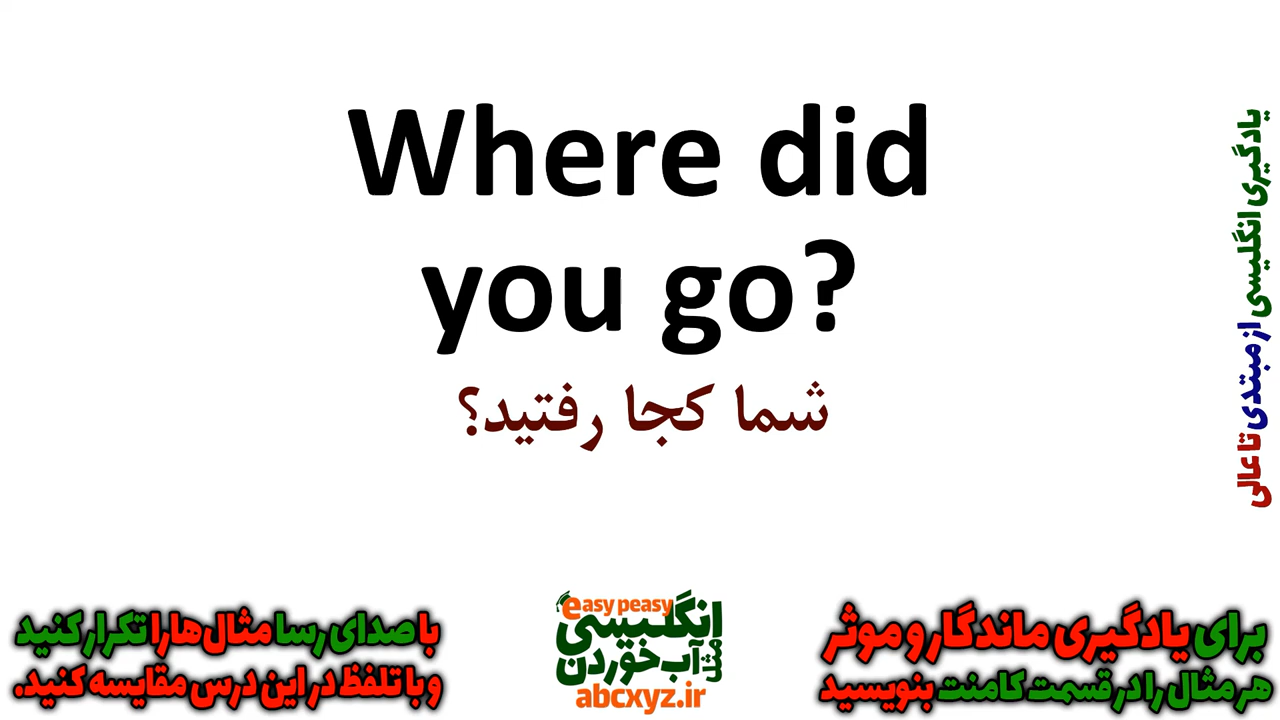 Where did
you go?
شما کجا رفتید؟
یادگیری انگلیسی از مبتدی تا عالی
برای یادگیری ماندگار و موثر
هر مثال را در قسمت کامنت بنویسید
easy peasy
انگلیسی
مثل آب خوردن
abcxyz.ir
با صدای رسا مثال‌ها را تکرار کنید
و با تلفظ در این درس مقایسه کنید.